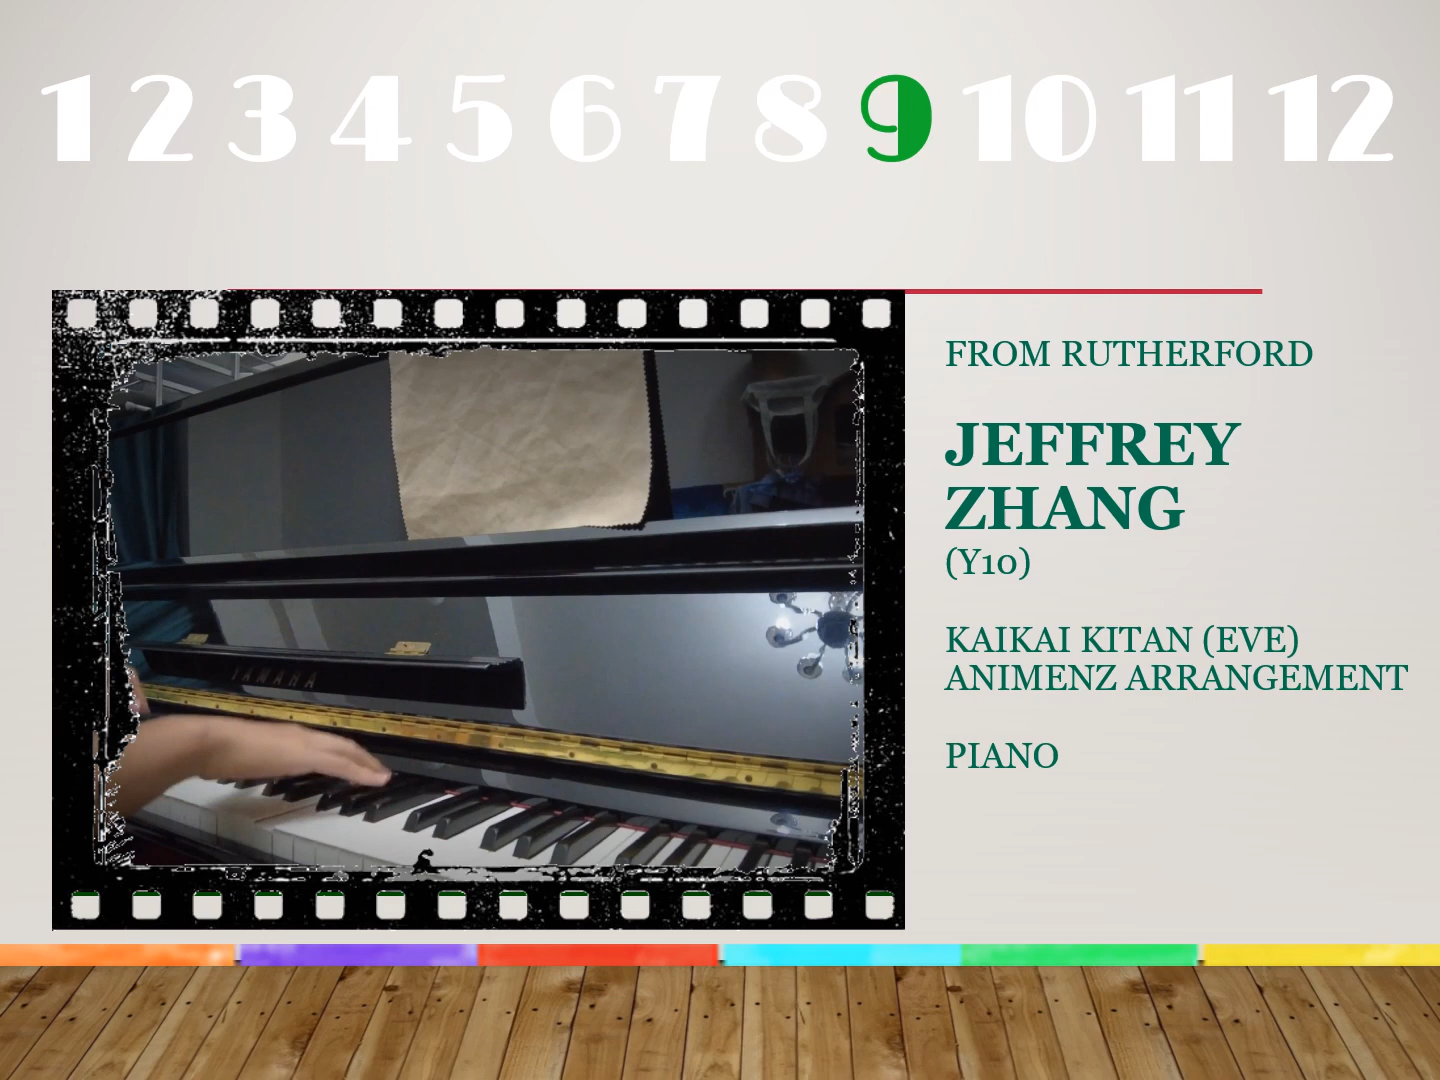 1 2 3 4 5 6 7 8 9 10 11 12
FROM RUTHERFORD
JEFFREY
ZHANG
(Y10)
KAIKAI KITAN (EVE)
ANIMENZ ARRANGEMENT
PIANO
YAMAHA